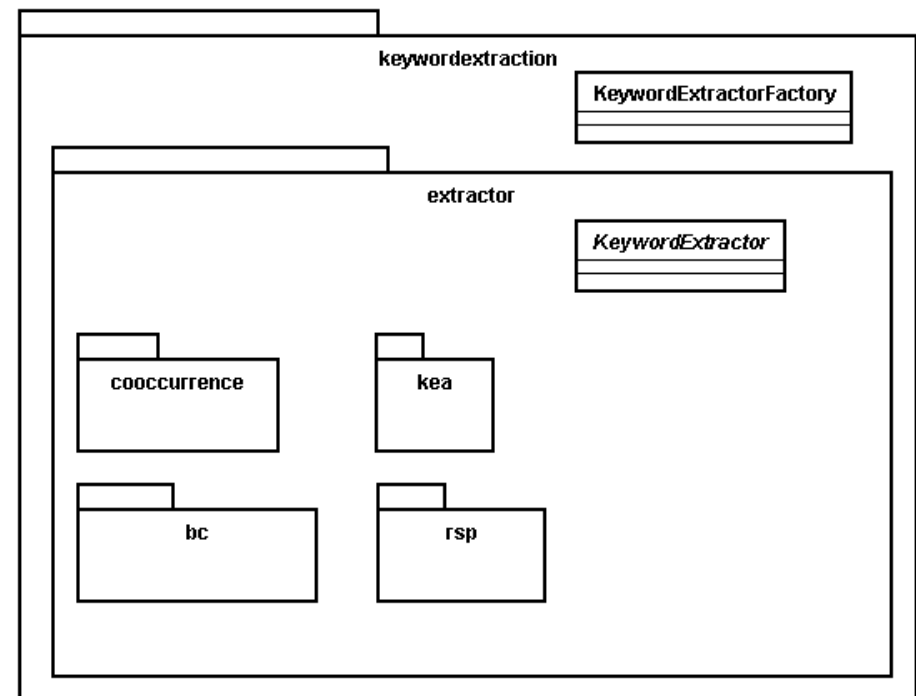 keywordextraction
KeywordExtractorFactory
extractor
KeywordExtractor
cooccurrence
kea
bc
rsp